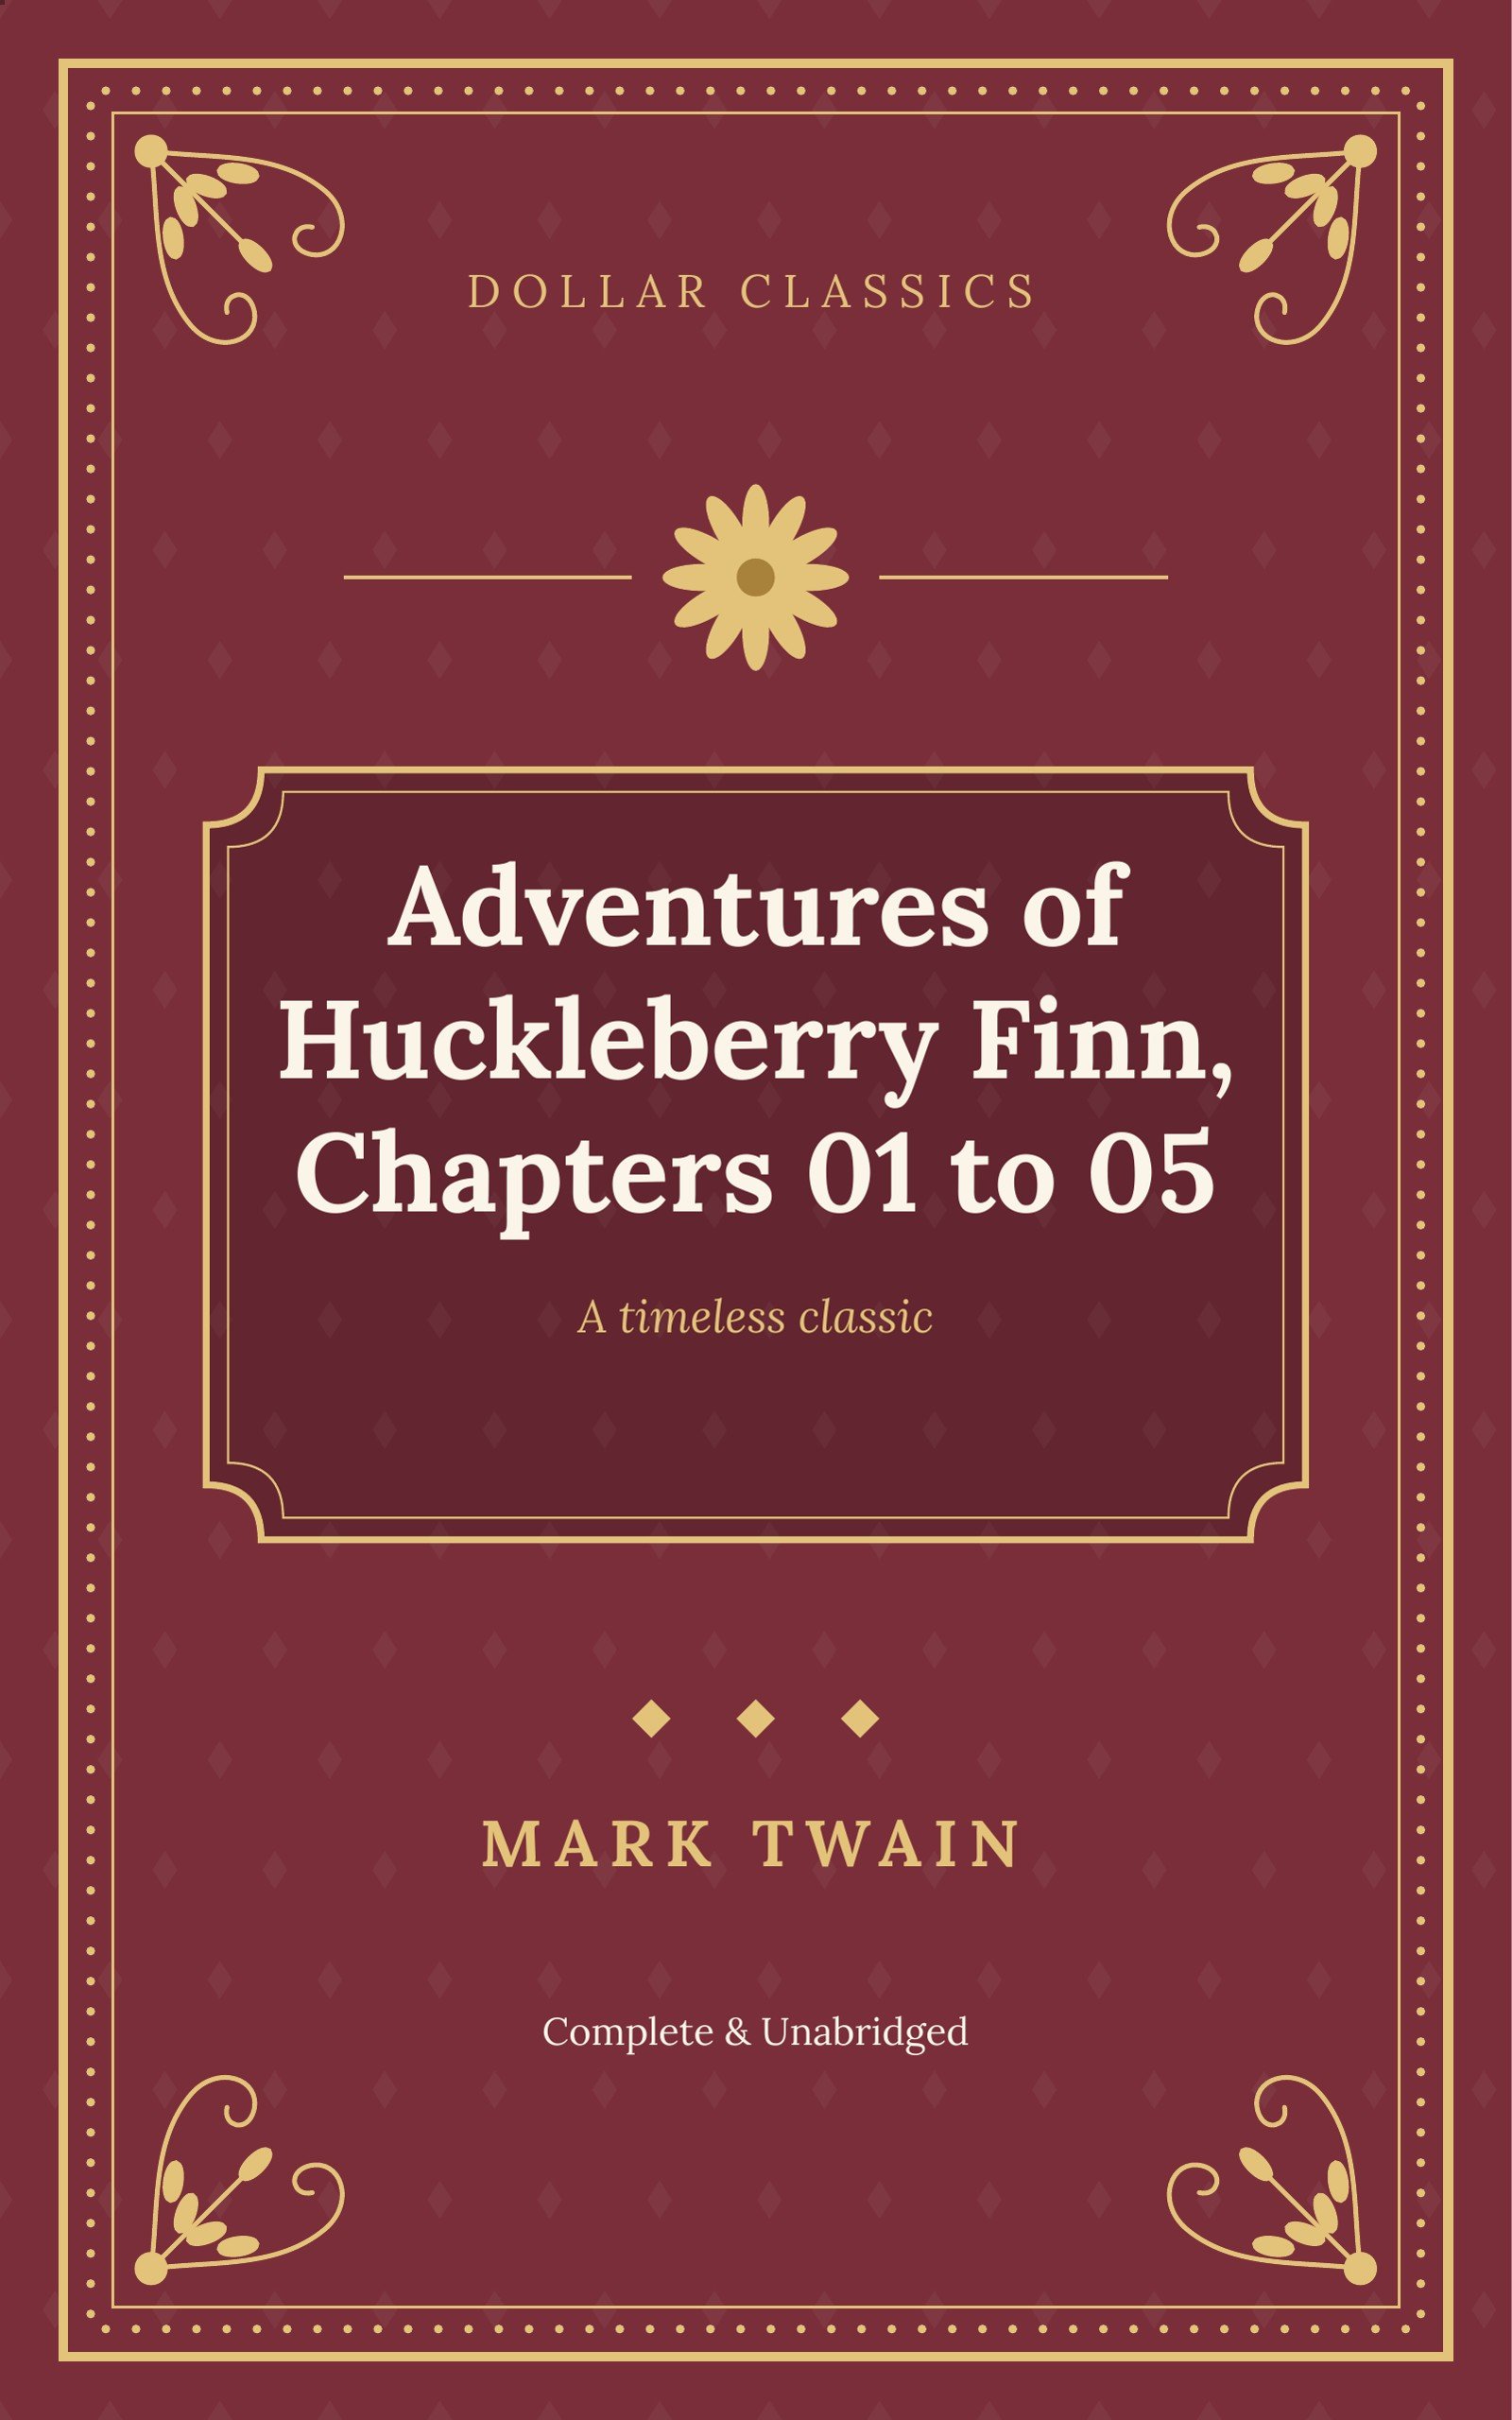 DOLLAR CLASSICS
Adventures of
Huckleberry Finn,
Chapters 01 to 05
A timeless classic
MARK TWAIN
Complete & Unabridged